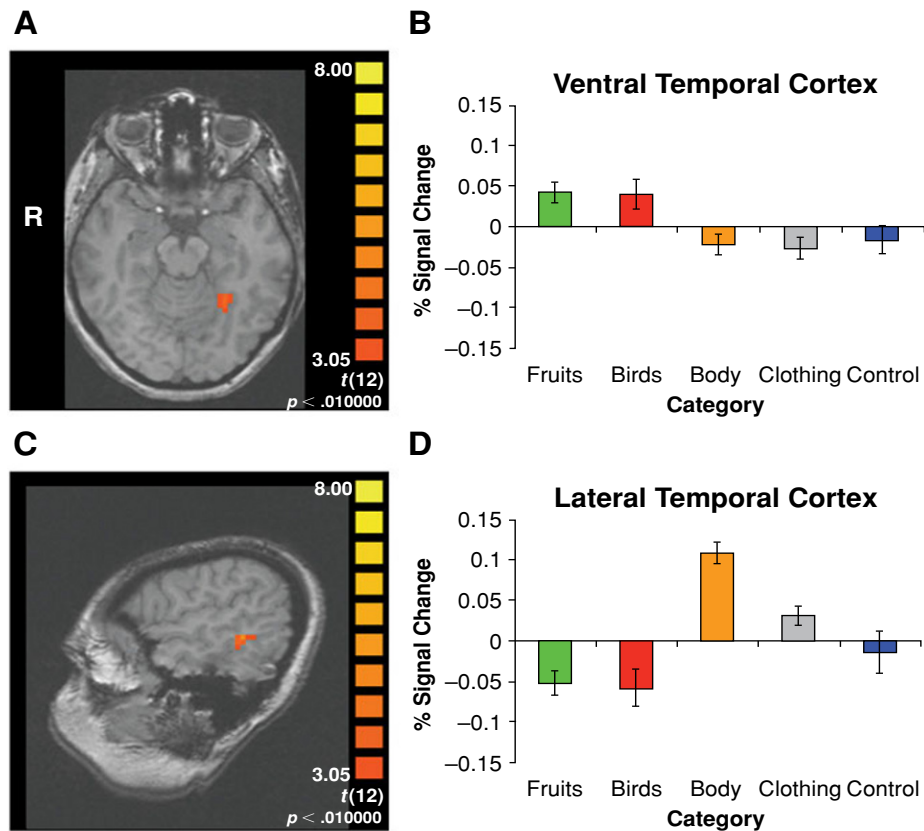 A
8.00
R
3.05
t(12)
p < .010000
B
Ventral Temporal Cortex
% Signal Change
0.15
0.1
0.05
0
–0.05
–0.1
–0.15
Fruits Birds Body Clothing Control
Category
C
8.00
3.05
t(12)
p < .010000
D
Lateral Temporal Cortex
% Signal Change
0.15
0.1
0.05
0
–0.05
–0.1
–0.15
Fruits Birds Body Clothing Control
Category